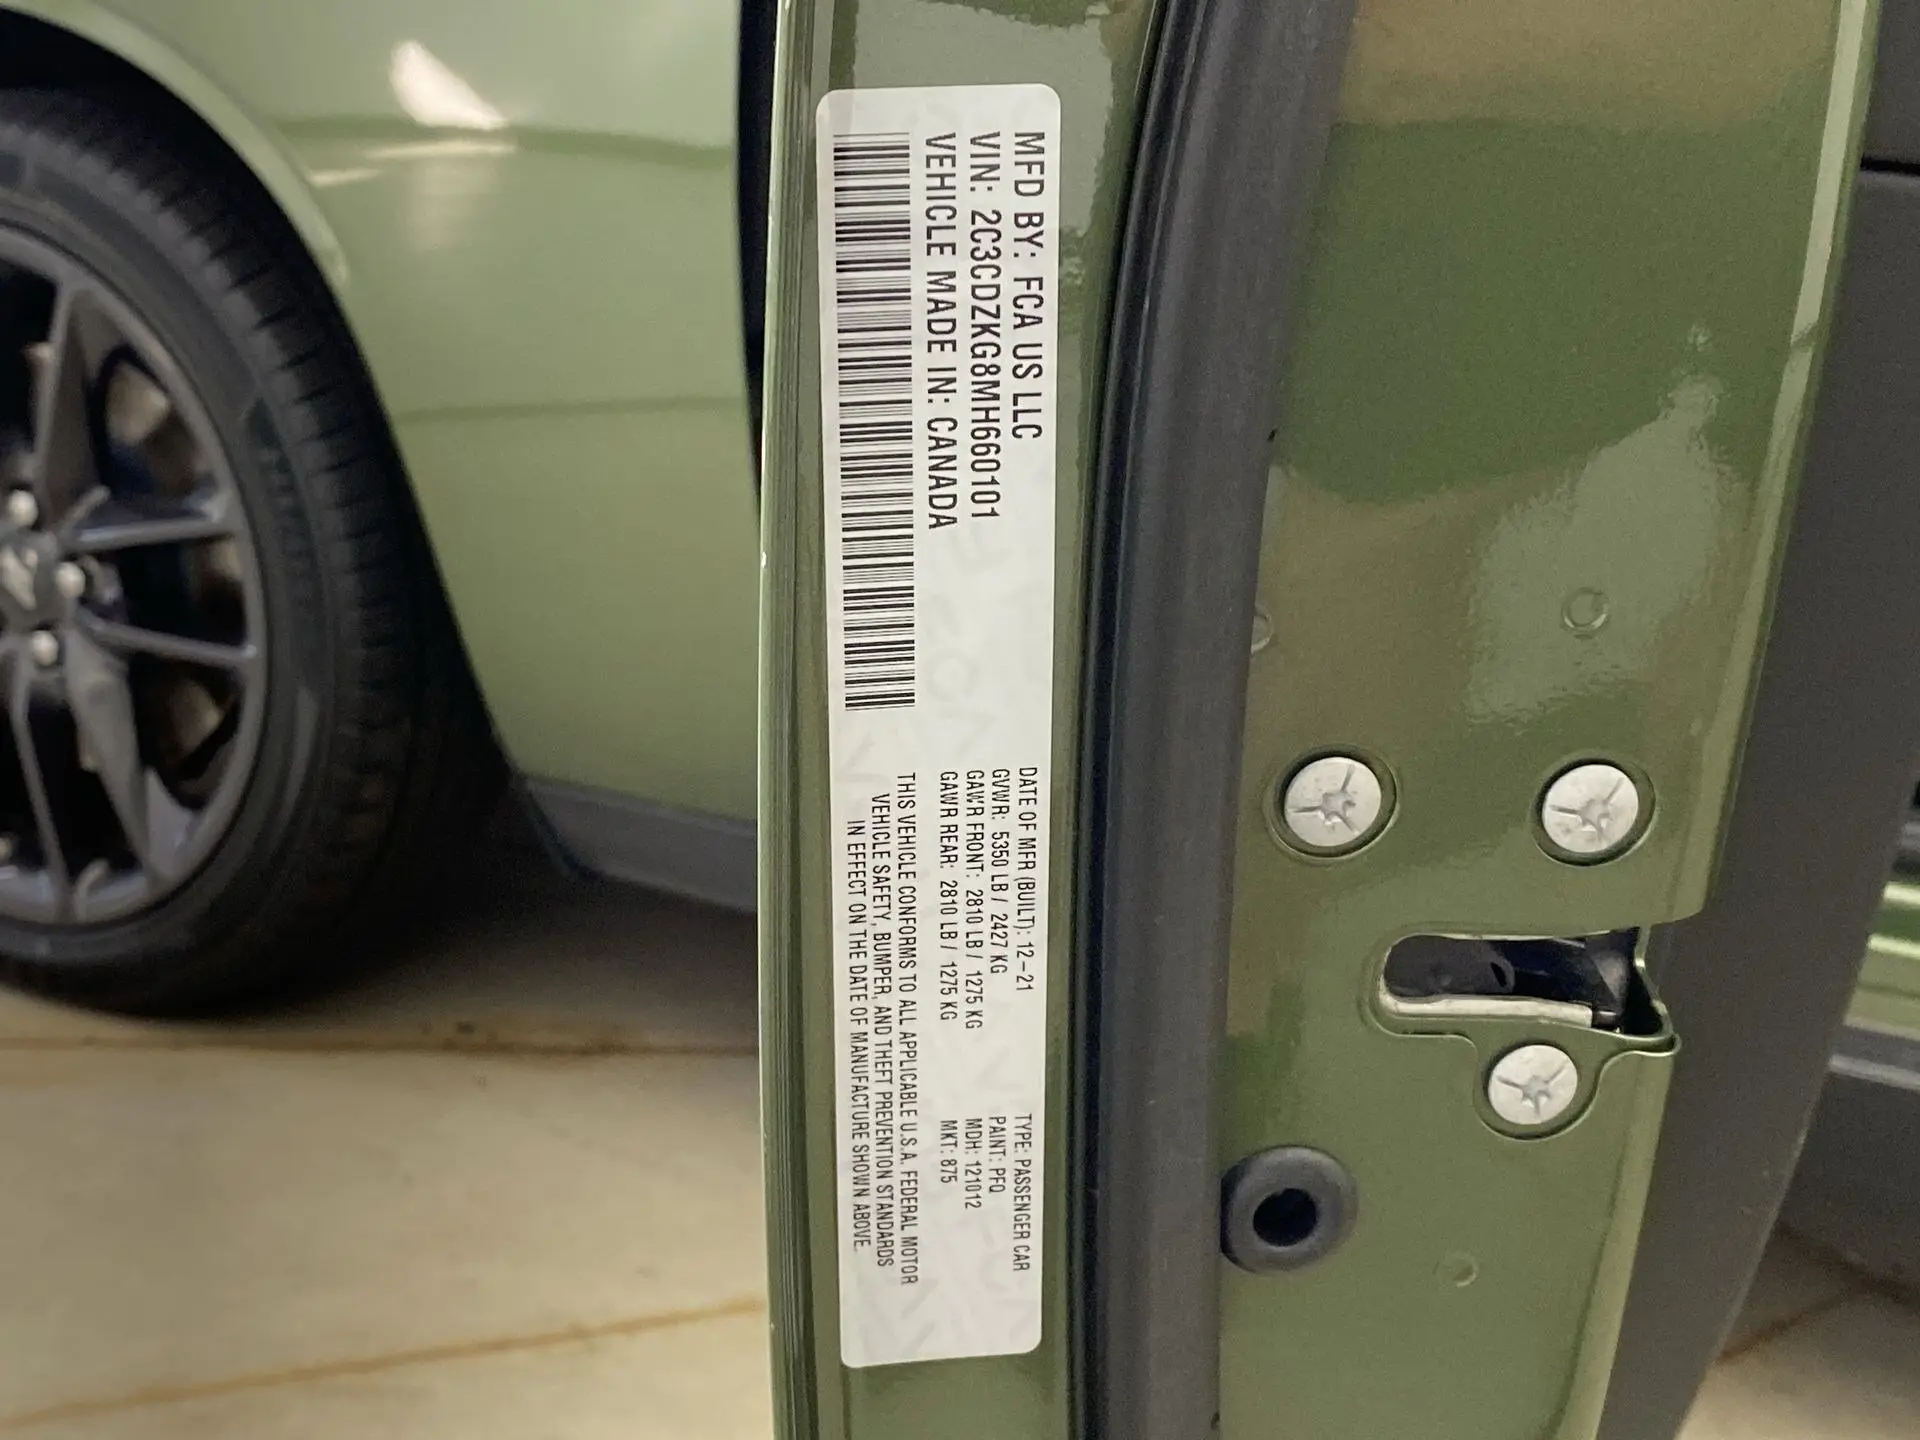 MFD BY: FCA US LLC
VIN: 2C3CDZKG8MH660101
VEHICLE MADE IN: CANADA
DATE OF MFR (BUILT): 12-21
GVWR: 5350 LB / 2427 KG
GAWR FRONT: 2810 LB / 1275 KG
GAWR REAR: 2810 LB / 1275 KG
TYPE: PASSENGER CAR
PAINT: PFQ
MDH: 121012
MKT: 875
THIS VEHICLE CONFORMS TO ALL APPLICABLE U.S.A. FEDERAL MOTOR
VEHICLE SAFETY, BUMPER, AND THEFT PREVENTION STANDARDS
IN EFFECT ON THE DATE OF MANUFACTURE SHOWN ABOVE.